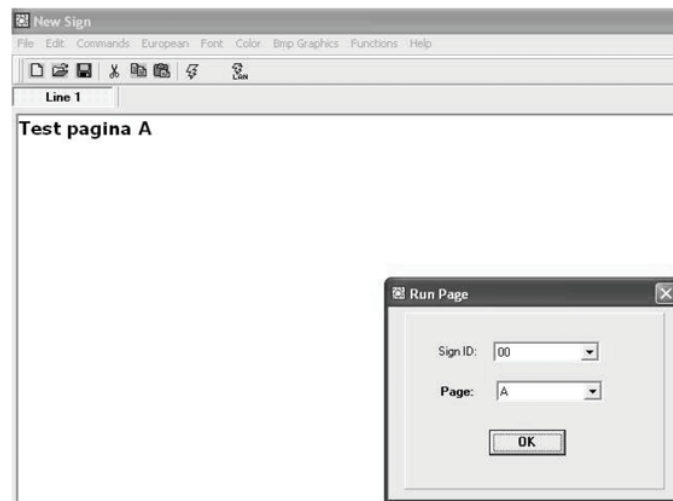 New Sign
File Edit Commands European Font Color Bmp Graphics Functions Help
LAN
Line 1
Test pagina A
Run Page
Sign ID: 00
Page: A
OK